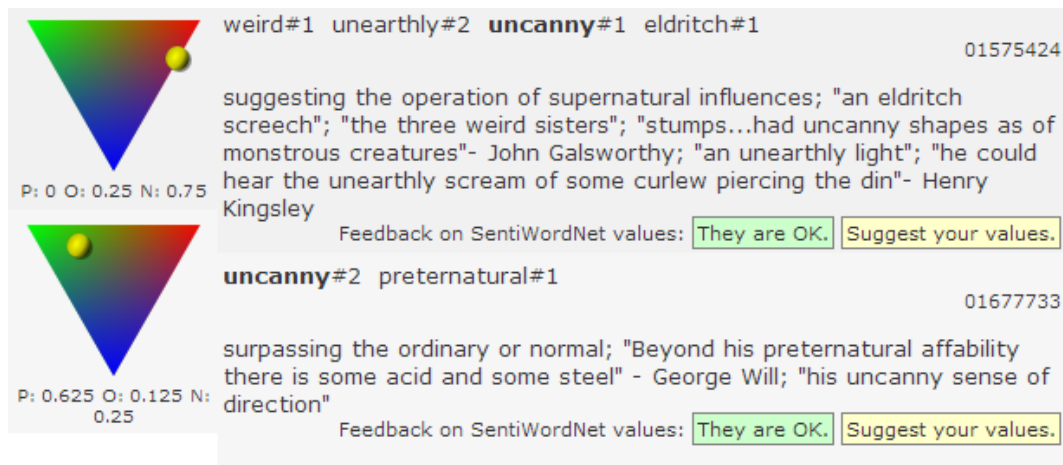 weird#1 unearthly#2 uncanny#1 eldritch#1
01575424
suggesting the operation of supernatural influences; "an eldritch
screech"; "the three weird sisters"; "stumps...had uncanny shapes as of
monstrous creatures"- John Galsworthy; "an unearthly light"; "he could
hear the unearthly scream of some curlew piercing the din"- Henry
Kingsley
P: 0 O: 0.25 N: 0.75
Feedback on SentiWordNet values: They are OK. Suggest your values.
uncanny#2 preternatural#1
01677733
surpassing the ordinary or normal; "Beyond his preternatural affability
there is some acid and some steel" - George Will; "his uncanny sense of
direction"
P: 0.625 O: 0.125 N:
0.25
Feedback on SentiWordNet values: They are OK. Suggest your values.